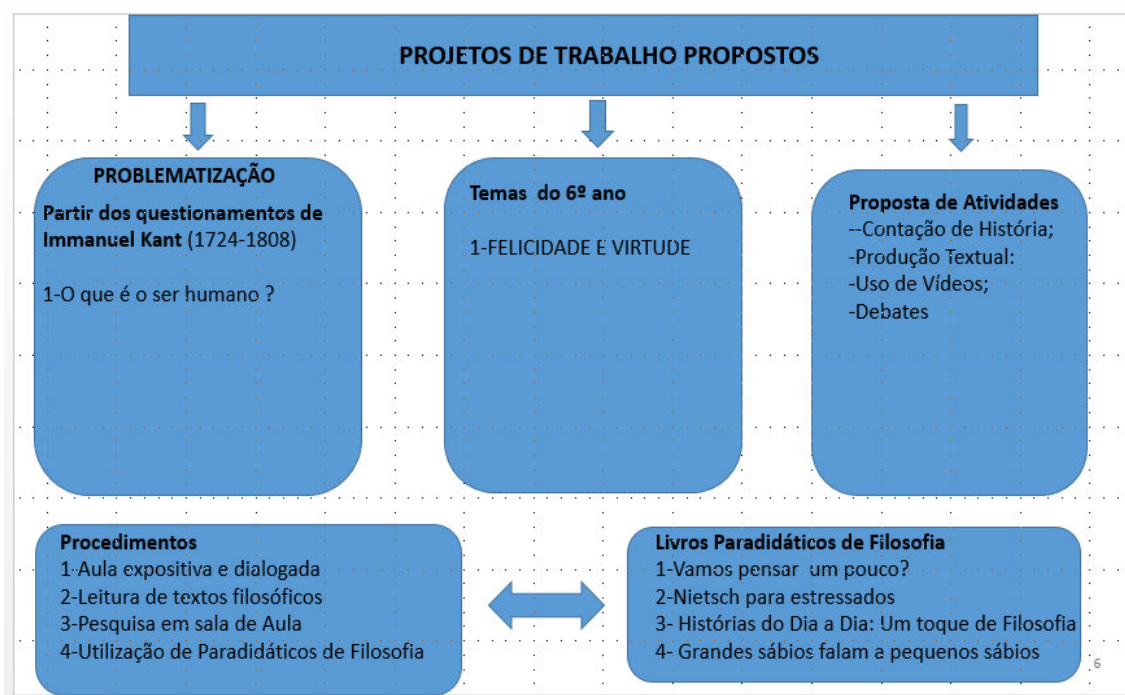 PROJETOS DE TRABALHO PROPOSTOS
PROBLEMATIZAÇÃO
Partir dos questionamentos de
Immanuel Kant (1724-1808)
1-O que é o ser humano ?
Temas do 6º ano
1-FELICIDADE E VIRTUDE
Proposta de Atividades
--Contação de História;
-Produção Textual:
-Uso de Vídeos;
-Debates
Procedimentos
1-Aula expositiva e dialogada
2-Leitura de textos filosóficos
3-Pesquisa em sala de Aula
4-Utilização de Paradidáticos de Filosofia
Livros Paradidáticos de Filosofia
1-Vamos pensar um pouco?
2-Nietsch para estressados
3- Histórias do Dia a Dia: Um toque de Filosofia
4- Grandes sábios falam a pequenos sábios
6